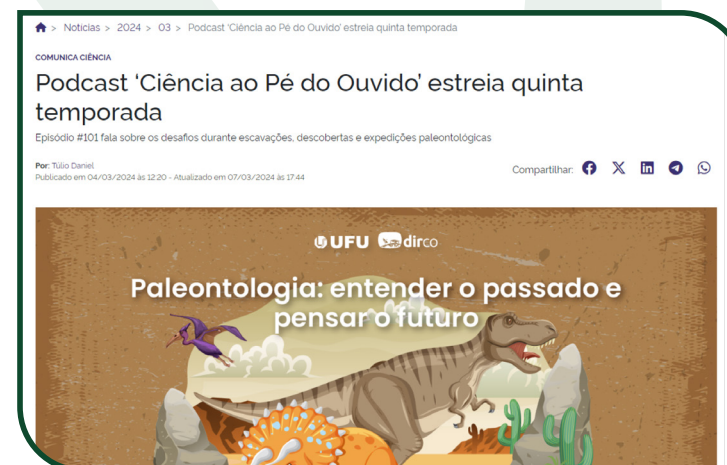 > Notícias > 2024 > 03 > Podcast 'Ciência ao Pé do Ouvido' estreia quinta temporada
COMUNICA CIÊNCIA
Podcast ‘Ciência ao Pé do Ouvido’ estreia quinta
temporada
Episódio #101 fala sobre os desafios durante escavações, descobertas e expedições paleontológicas
Por: Túlio Daniel
Publicado em 04/03/2024 às 12:20 - Atualizado em 07/03/2024 às 17:44
Compartilhar:
UFU dirco
Paleontologia: entender o passado e
pensar o futuro